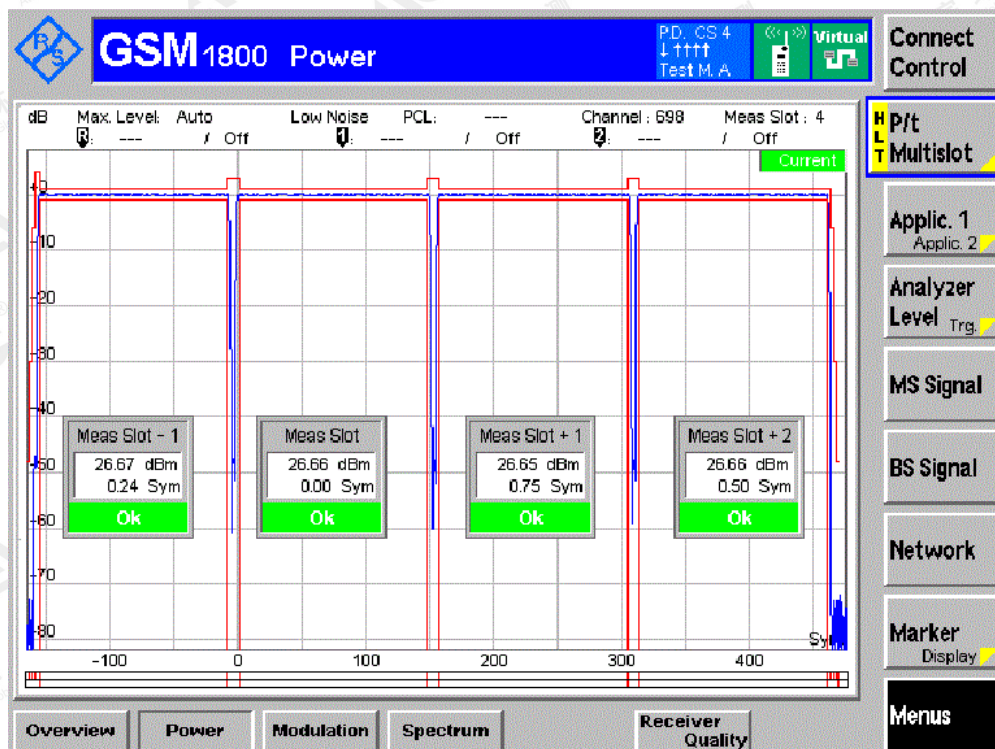 R/S
GSM 1800 Power
P.D. CS 4
↓ ↑↑↑↑
Test M. A
Virtual
dB Max. Level: Auto Low Noise PCL: --- Channel : 698 Meas Slot : 4
R : --- / Off 1 : --- / Off 2 : --- / Off
Current
+0
-10
-20
-30
-40
-50
-60
-70
-80
Meas Slot - 1
26.67 dBm
0.24 Sym
Ok
Meas Slot
26.66 dBm
0.00 Sym
Ok
Meas Slot + 1
26.65 dBm
0.75 Sym
Ok
Meas Slot + 2
26.66 dBm
0.50 Sym
Ok
-100 0 100 200 300 400
Overview Power Modulation Spectrum Receiver Quality
Connect
Control
HLT
P/t
Multislot
Applic. 1
Applic. 2
Analyzer
Level Trg.
MS Signal
BS Signal
Network
Marker
Display
Menus